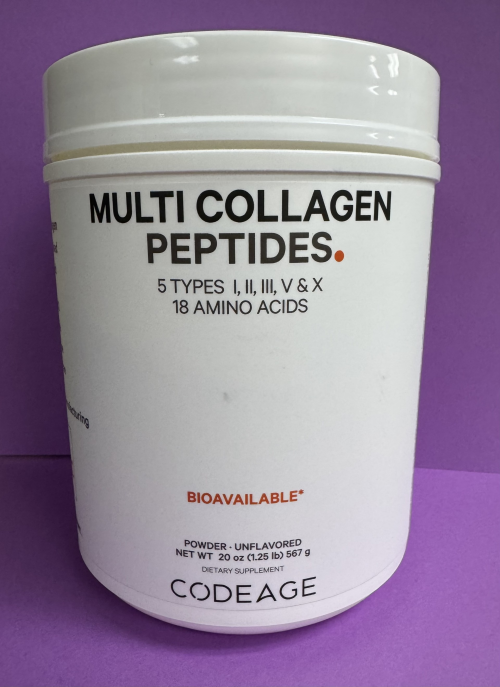 MULTI COLLAGEN
PEPTIDES.
5 TYPES I, II, III, V & X
18 AMINO ACIDS
BIOAVAILABLE*
POWDER · UNFLAVORED
NET WT 20 oz (1.25 lb) 567 g
DIETARY SUPPLEMENT
CODEAGE